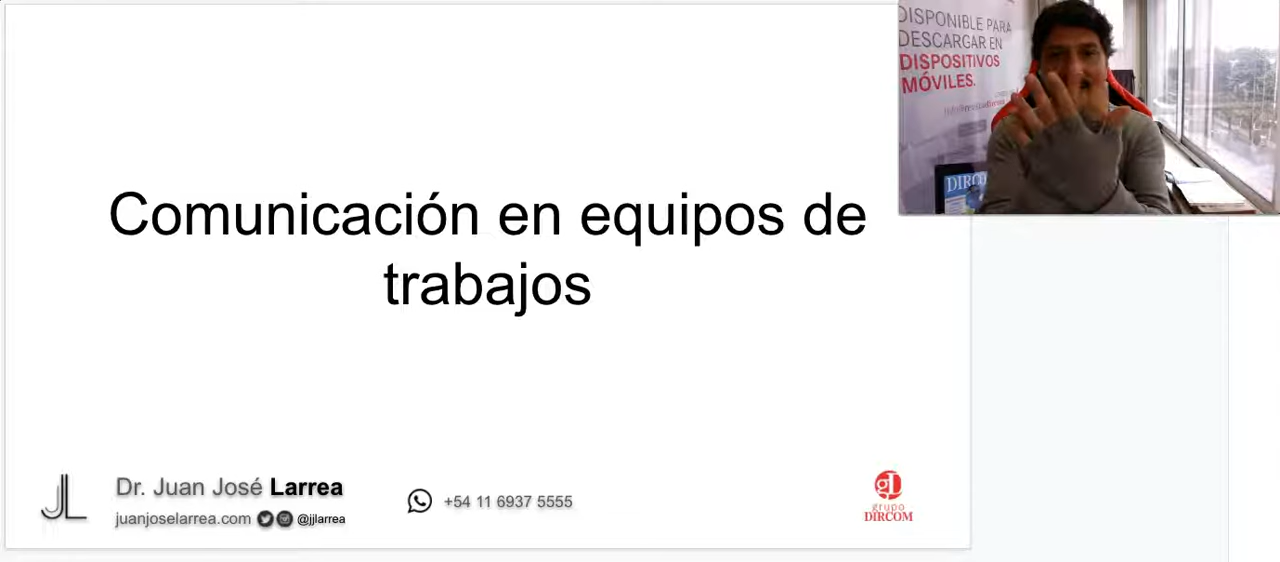 Comunicación en equipos de
trabajos
DISPONIBLE PARA
DESCARGAR EN
DISPOSITIVOS
MÓVILES.
DIRCO
Dr. Juan José Larrea
juanjoselarrea.com @jjlarrea
+54 11 6937 5555
grupo
DIRCOM